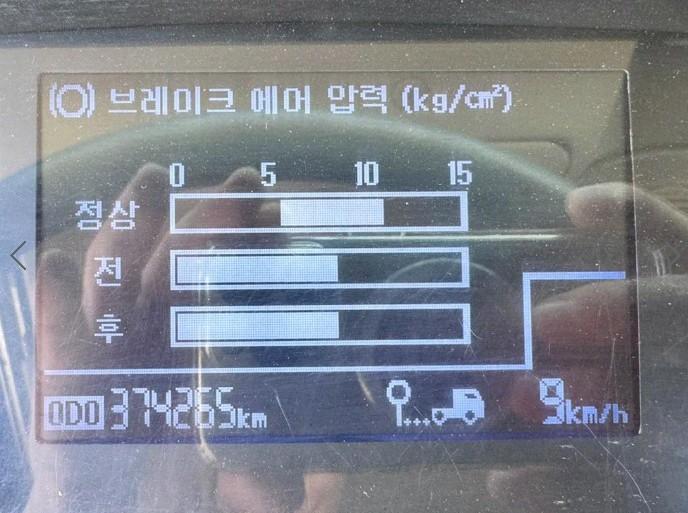 브레이크 에어 압력 (kg/cm²)
0 5 10 15
정상
전
후
ODO 374265km
9km/h